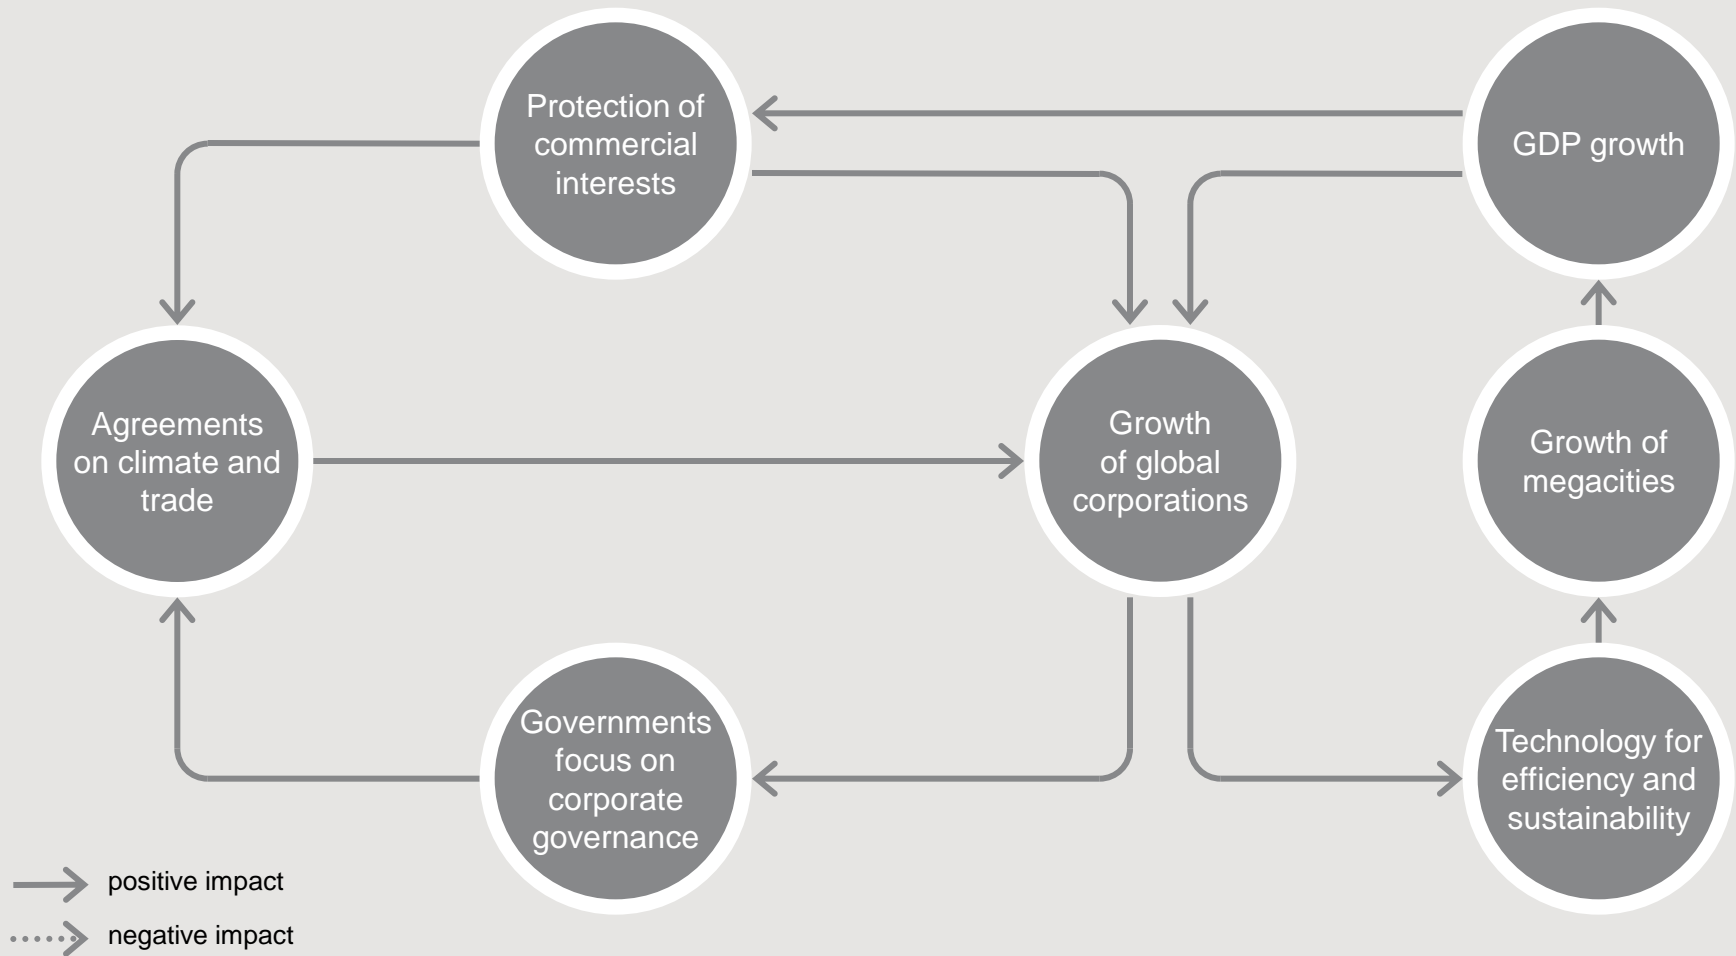 Protection of
commercial
interests
GDP growth
Agreements
on climate and
trade
Growth
of global
corporations
Growth of
megacities
Governments
focus on
corporate
governance
Technology for
efficiency and
sustainability
positive impact
negative impact